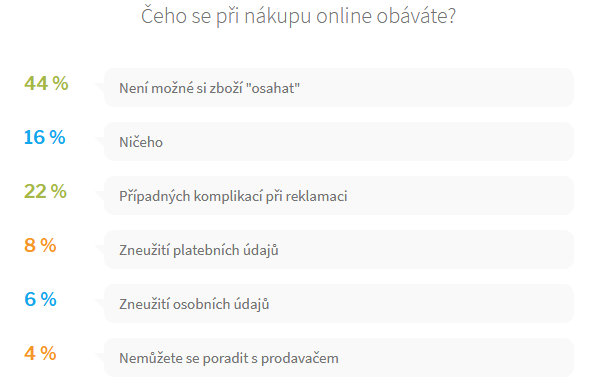 Čeho se při nákupu online obáváte?
44 % Není možné si zboží "osahat"
16 % Ničeho
22 % Případných komplikací při reklamaci
8 % Zneužití platebních údajů
6 % Zneužití osobních údajů
4 % Nemůžete se poradit s prodavačem